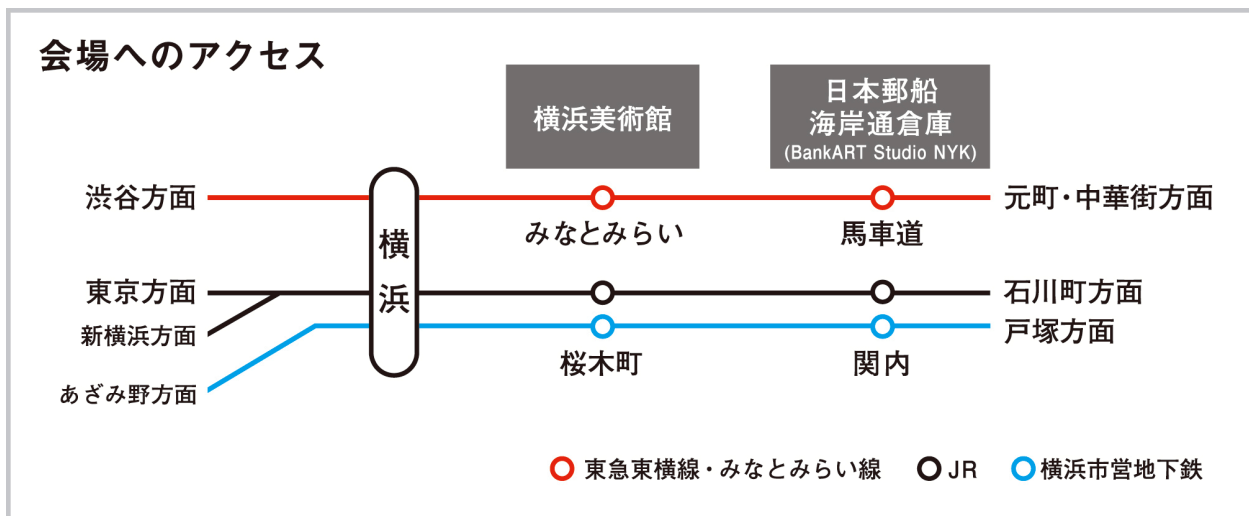 会場へのアクセス
横浜美術館
日本郵船
海岸通倉庫
(BankART Studio NYK)
渋谷方面
元町・中華街方面
みなとみらい
馬車道
横浜
東京方面
石川町方面
新横浜方面
戸塚方面
桜木町
関内
あざみ野方面
東急東横線・みなとみらい線
JR
横浜市営地下鉄